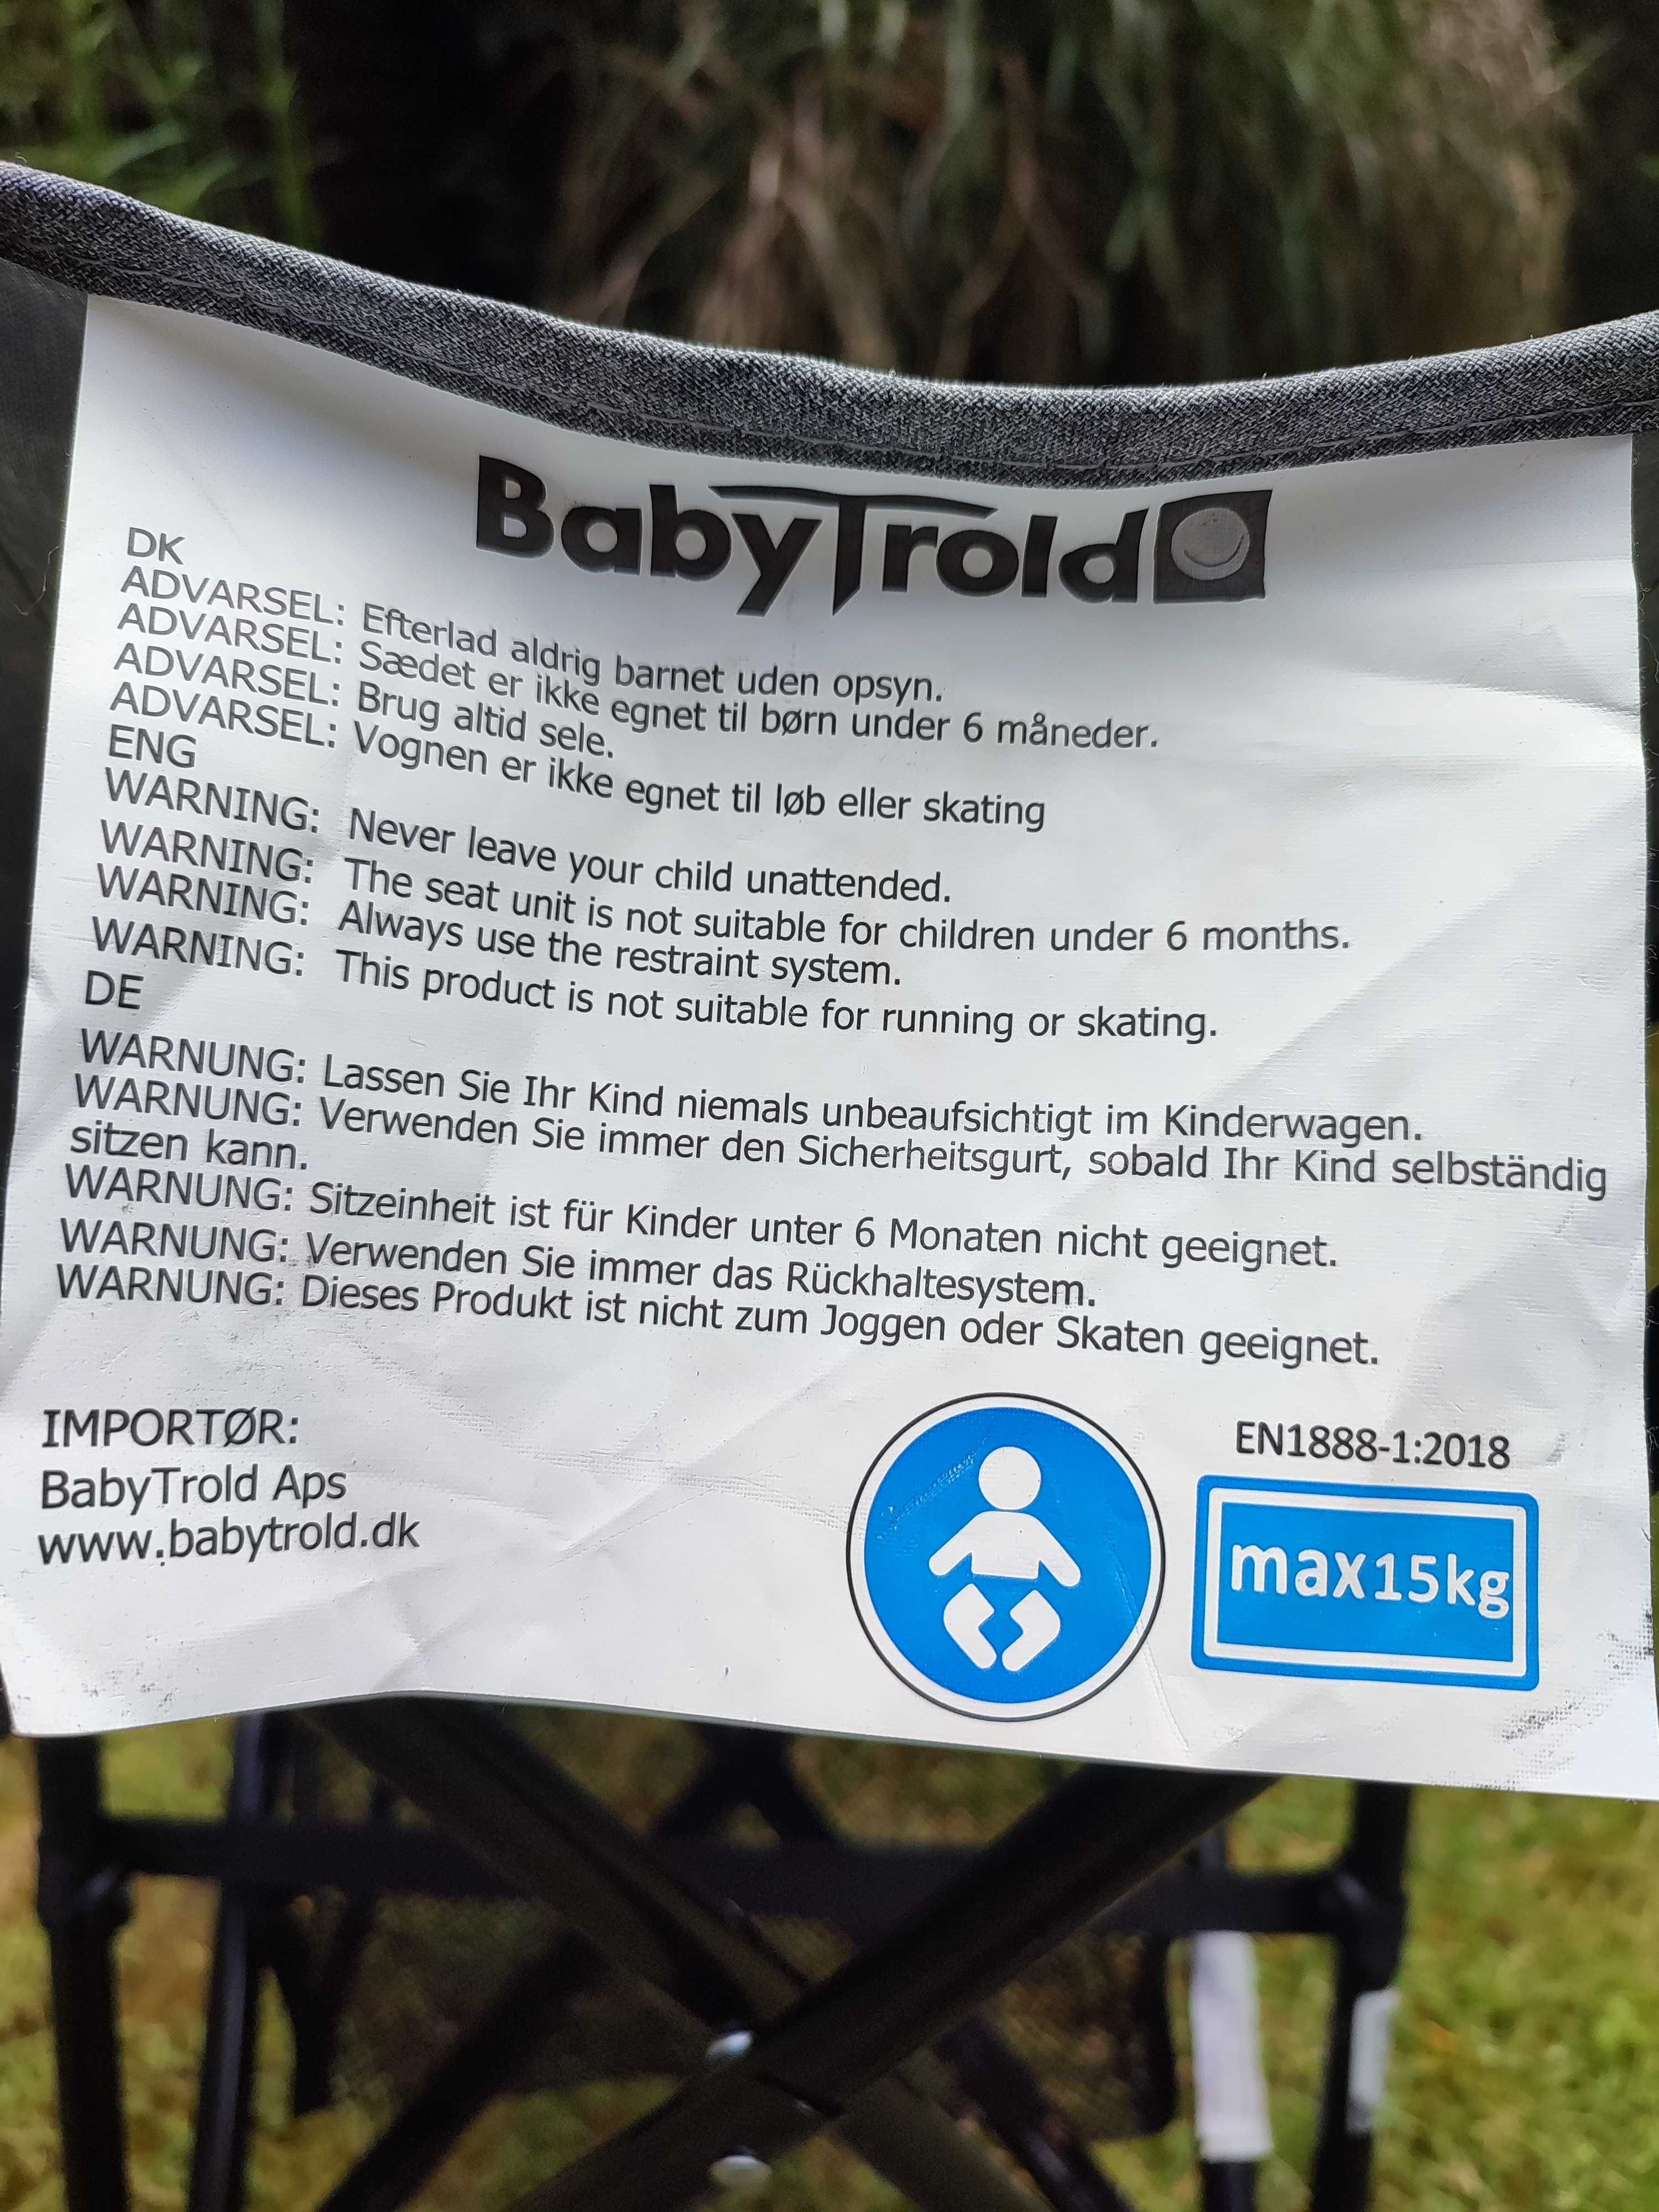 BabyTrold
DK
ADVARSEL: Efterlad aldrig barnet uden opsyn.
ADVARSEL: Sædet er ikke egnet til børn under 6 måneder.
ADVARSEL: Brug altid sele.
ADVARSEL: Vognen er ikke egnet til løb eller skating
ENG
WARNING: Never leave your child unattended.
WARNING: The seat unit is not suitable for children under 6 months.
WARNING: Always use the restraint system.
WARNING: This product is not suitable for running or skating.
DE
WARNUNG: Lassen Sie Ihr Kind niemals unbeaufsichtigt im Kinderwagen.
WARNUNG: Verwenden Sie immer den Sicherheitsgurt, sobald Ihr Kind selbständig
sitzen kann.
WARNUNG: Sitzeinheit ist für Kinder unter 6 Monaten nicht geeignet.
WARNUNG: Verwenden Sie immer das Rückhaltesystem.
WARNUNG: Dieses Produkt ist nicht zum Joggen oder Skaten geeignet.
IMPORTØR:
BabyTrold Aps
www.babytrold.dk
EN1888-1:2018
max15kg